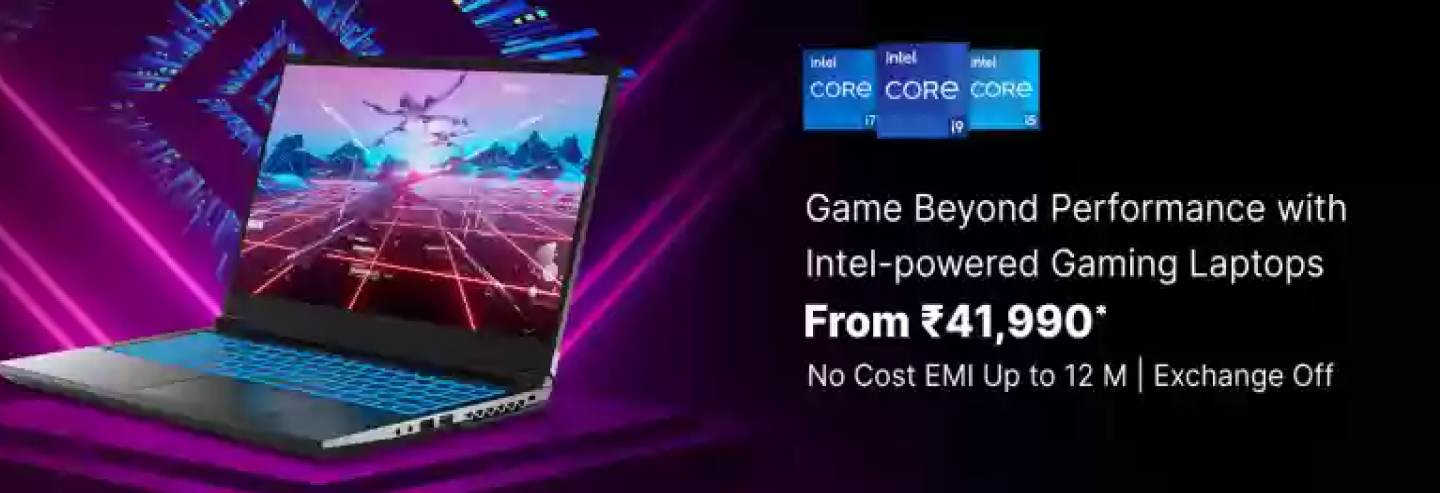 intel
CORE
i7
intel
CORE
i9
intel
CORE
i5
Game Beyond Performance with
Intel-powered Gaming Laptops
From ₹41,990*
No Cost EMI Up to 12 M | Exchange Off